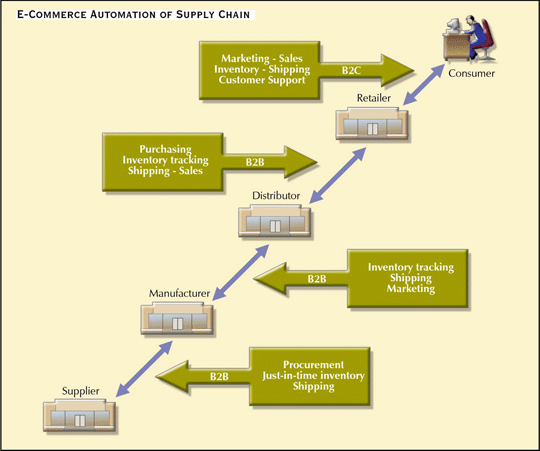 E-Commerce Automation of Supply Chain
Marketing - Sales
Inventory - Shipping
Customer Support
B2C
Consumer
Retailer
Purchasing
Inventory tracking
Shipping - Sales
B2B
Distributor
Inventory tracking
Shipping
Marketing
B2B
Manufacturer
Procurement
Just-in-time inventory
Shipping
B2B
Supplier